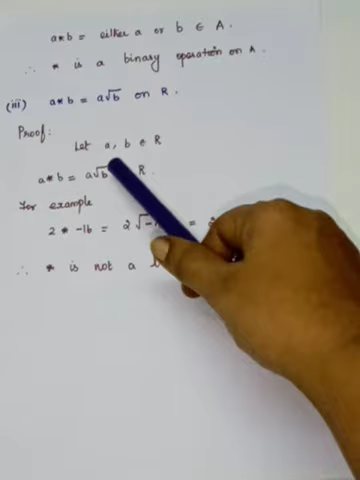 a*b = either a or b ∈ A.
∴ * is a binary operation on A.
(iii) a*b = a√b on R.
Proof:
Let a, b ∈ R
a*b = a√b R.
For example
2 * -16 = 2√- =
∴ * is not a